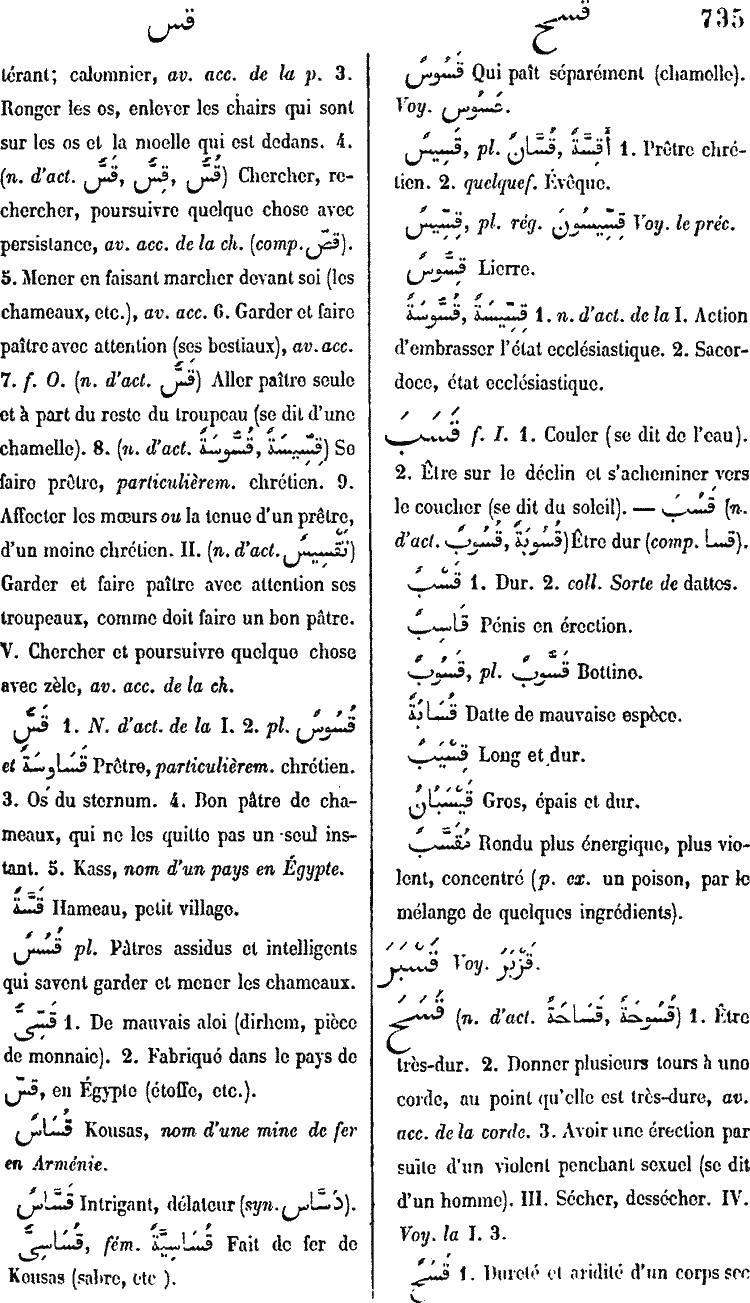 قس
قسح
735
térant; calomnier, av. acc. de la p. 3.
Ronger les os, enlever les chairs qui sont
sur les os et la moelle qui est dedans. 4.
(n. d'act. قَسٌّ, قِسٌّ, قُسٌّ) Chercher, re-
chercher, poursuivre quelque chose avec
persistance, av. acc. de la ch. (comp. قصّ).
5. Mener en faisant marcher devant soi (les
chameaux, etc.), av. acc. 6. Garder et faire
paître avec attention (ses bestiaux), av. acc.
7. f. O. (n. d'act. قَسٌّ) Aller paître seule
et à part du reste du troupeau (se dit d'une
chamelle). 8. (n. d'act. قُسُّوسَةٌ, قِسِّيسَةٌ) Se
faire prêtre, particulièrem. chrétien. 9.
Affecter les mœurs ou la tenue d'un prêtre,
d'un moine chrétien. II. (n. d'act. تَقْسِيسٌ)
Garder et faire paître avec attention ses
troupeaux, comme doit faire un bon pâtre.
V. Chercher et poursuivre quelque chose
avec zèle, av. acc. de la ch.
قَسٌّ 1. N. d'act. de la I. 2. pl. قُسُوسٌ
et قَسَاوِسَةٌ Prêtre, particulièrem. chrétien.
3. Os du sternum. 4. Bon pâtre de cha-
meaux, qui ne les quitte pas un seul ins-
tant. 5. Kass, nom d'un pays en Égypte.
قَسَّةٌ Hameau, petit village.
قُسُسٌ pl. Pâtres assidus et intelligents
qui savent garder et mener les chameaux.
قَسِّىٌّ 1. De mauvais aloi (dirhem, pièce
de monnaie). 2. Fabriqué dans le pays de
قسّ, en Égypte (étoffe, etc.).
قُسَاسٌ Kousas, nom d'une mine de fer
en Arménie.
قَسَّاسٌ Intrigant, délateur (syn. دَسَّاس).
قُسَاسِىٌّ, fém. قُسَاسِيَّةٌ Fait de fer de
Kousas (sabre, etc ).
قَسُوسٌ Qui paît séparément (chamelle).
Voy. عَسُوس.
قَسِيسٌ, pl. قُسَّانٌ, أَقِسَّةٌ 1. Prêtre chré-
tien. 2. quelquef. Évêque.
قِسِّيسٌ, pl. rég. قِسِّيسُونَ Voy. le préc.
قَسُّوسٌ Lierre.
قُسُّوسَةٌ, قِسِّيسَةٌ 1. n. d'act. de la I. Action
d'embrasser l'état ecclésiastique. 2. Sacer-
doce, état ecclésiastique.
قَسَبَ f. I. 1. Couler (se dit de l'eau).
2. Être sur le déclin et s'acheminer vers
le coucher (se dit du soleil). — قَسُبَ (n.
d'act. قُسُوبٌ, قُسُوبَةٌ) Être dur (comp. قسا).
قَسْبٌ 1. Dur. 2. coll. Sorte de dattes.
قَاسِبٌ Pénis en érection.
قَسُوبٌ, pl. قَسُّوبٌ Bottine.
قُسَابَةٌ Datte de mauvaise espèce.
قِسْيَبٌّ Long et dur.
قَيْسَبَانٌ Gros, épais et dur.
مُقَسَّبٌ Rendu plus énergique, plus vio-
lent, concentré (p. ex. un poison, par le
mélange de quelques ingrédients).
قَسْبَرَ Voy. قَزْبَرَ.
قَسُحَ (n. d'act. قَسَاحَةٌ, قُسُوحَةٌ) 1. Être
très-dur. 2. Donner plusieurs tours à une
corde, au point qu'elle est très-dure, av.
acc. de la corde. 3. Avoir une érection par
suite d'un violent penchant sexuel (se dit
d'un homme). III. Sécher, dessécher. IV.
Voy. la I. 3.
قَسْحٌ 1. Dureté et aridité d'un corps sec